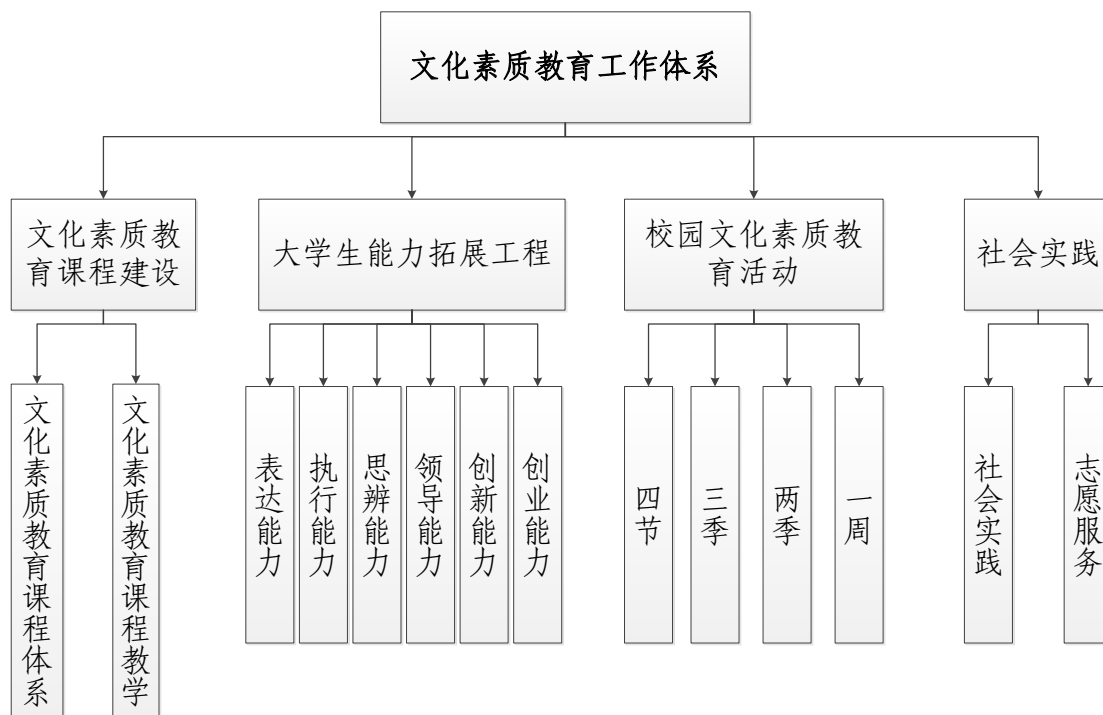 文化素质教育工作体系
文化素质教
育课程建设
大学生能力拓展工程
校园文化素质教
育活动
社会实践
文化素质教育课程体系
文化素质教育课程教学
表达能力
执行能力
思辨能力
领导能力
创新能力
创业能力
四节
三季
两季
一周
社会实践
志愿服务